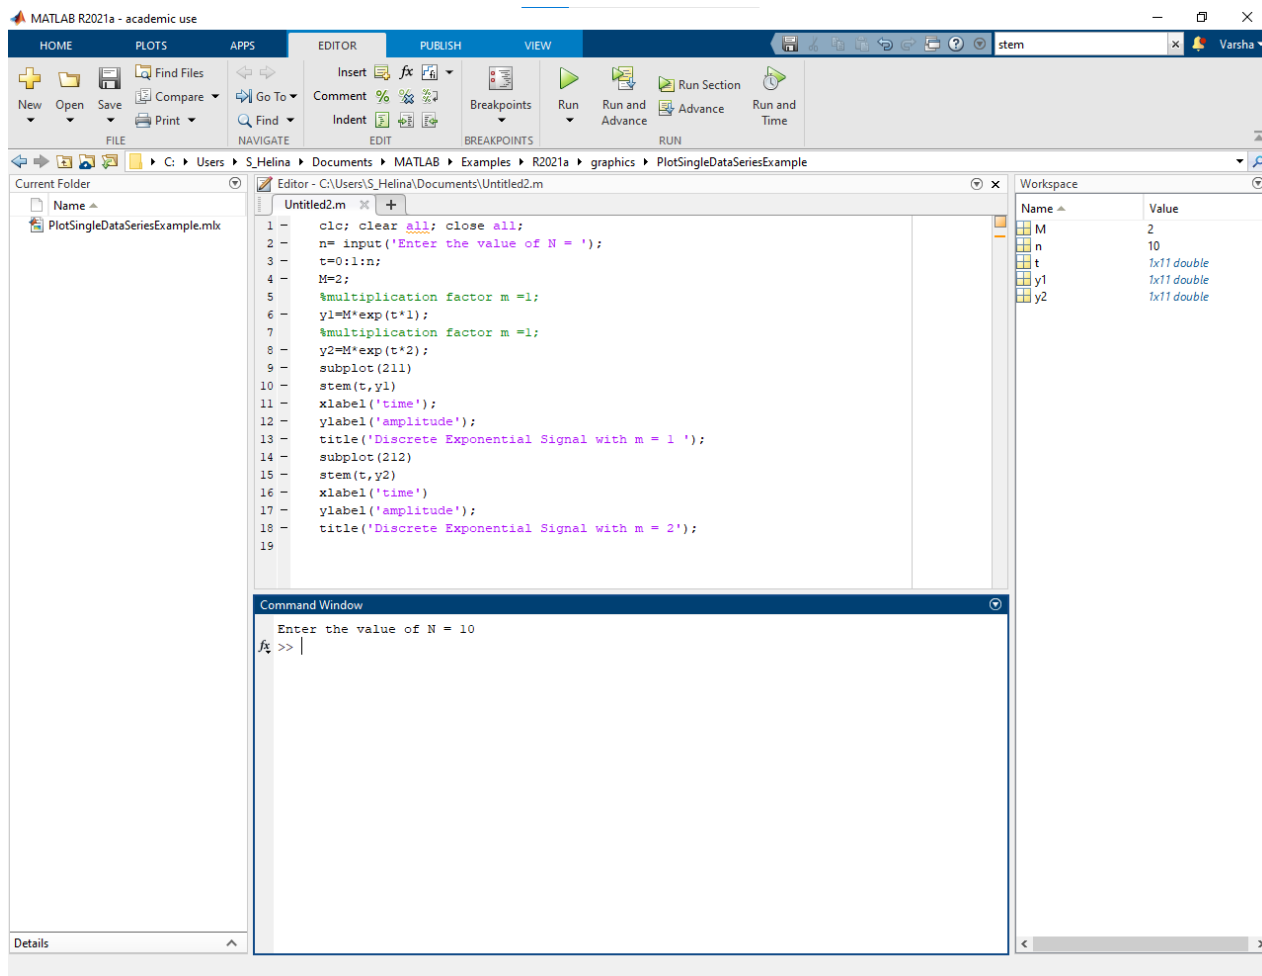 MATLAB R2021a - academic use
HOME PLOTS APPS EDITOR PUBLISH VIEW stem Varsha
New Open Save Find Files Compare Print
FILE
Go To Find
NAVIGATE
Insert fx
Comment
Indent
EDIT
Breakpoints
BREAKPOINTS
Run Run and Advance Run Section Advance Run and Time
RUN
C: Users S_Helina Documents MATLAB Examples R2021a graphics PlotSingleDataSeriesExample
Current Folder
Name
PlotSingleDataSeriesExample.mlx
Details
Editor - C:\Users\S_Helina\Documents\Untitled2.m
Untitled2.m
1 – clc; clear all; close all;
2 – n= input('Enter the value of N = ');
3 – t=0:1:n;
4 – M=2;
5 %multiplication factor m =1;
6 – y1=M*exp(t*1);
7 %multiplication factor m =1;
8 – y2=M*exp(t*2);
9 – subplot(211)
10 – stem(t,y1)
11 – xlabel('time');
12 – ylabel('amplitude');
13 – title('Discrete Exponential Signal with m = 1 ');
14 – subplot(212)
15 – stem(t,y2)
16 – xlabel('time')
17 – ylabel('amplitude');
18 – title('Discrete Exponential Signal with m = 2');
19
Command Window
Enter the value of N = 10
fx >>
Workspace
Name Value
M 2
n 10
t 1x11 double
y1 1x11 double
y2 1x11 double